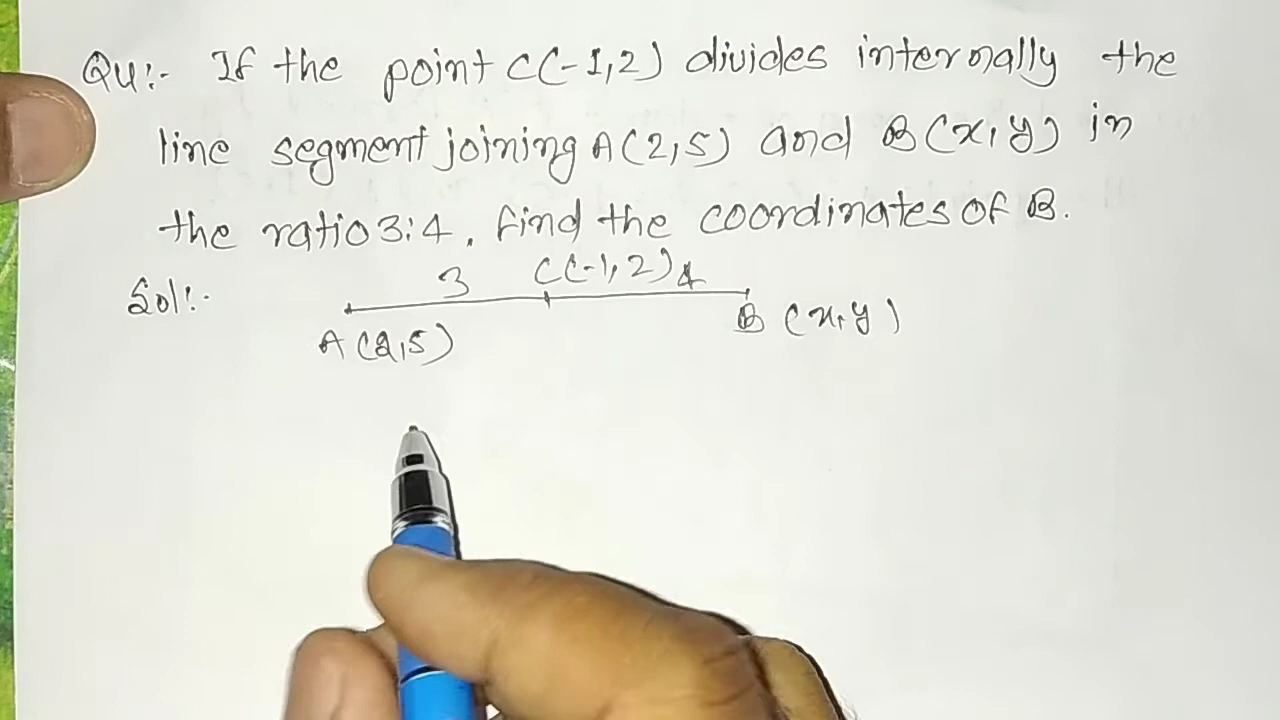 Qu:- If the point C(-1,2) divides internally the
line segment joining A(2,5) and B(x,y) in
the ratio 3:4. find the coordinates of B.
Sol:-
3 C(-1,2) 4
A(2,5) B(x,y)